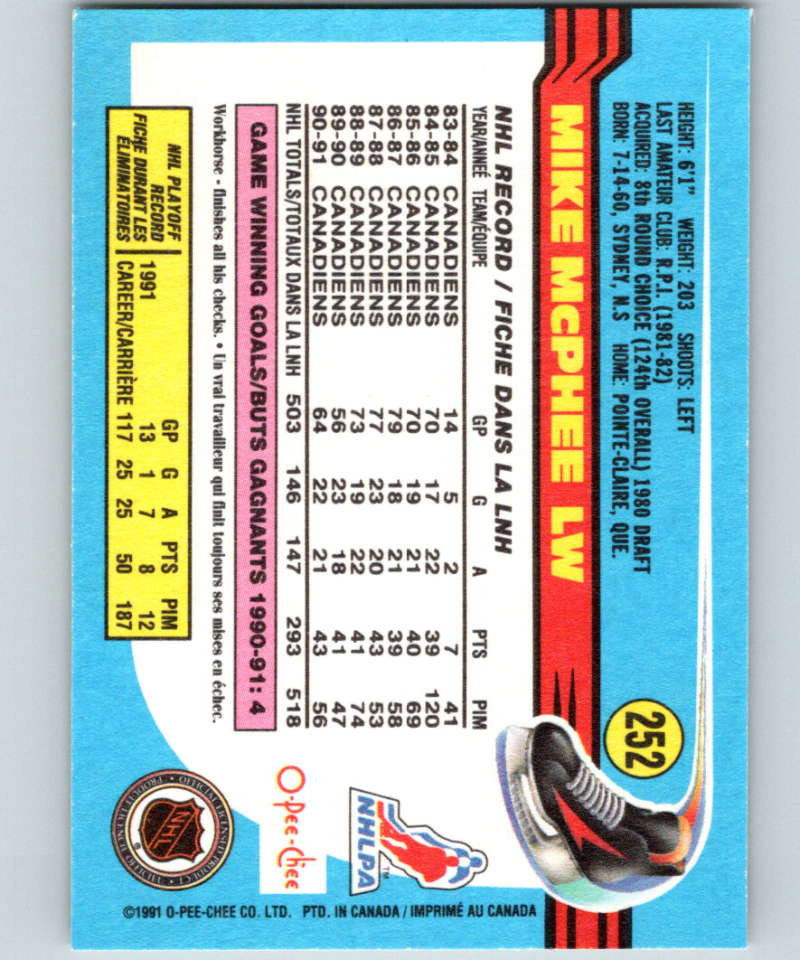 HEIGHT: 6'1" WEIGHT: 203 SHOOTS: LEFT
LAST AMATEUR CLUB: R.P.I. (1981-82)
ACQUIRED: 8th ROUND CHOICE (124th OVERALL) 1980 DRAFT
BORN: 7-14-60, SYDNEY, N.S HOME: POINTE-CLAIRE, QUE.
252
MIKE McPHEE LW
NHL RECORD / FICHE DANS LA LNH
YEAR/ANNÉE TEAM/ÉQUIPE GP G A PTS PIM
83-84 CANADIENS 14 5 2 7 41
84-85 CANADIENS 70 17 22 39 120
85-86 CANADIENS 70 19 21 40 69
86-87 CANADIENS 79 18 21 39 58
87-88 CANADIENS 77 23 20 43 53
88-89 CANADIENS 73 19 22 41 74
89-90 CANADIENS 56 23 18 41 47
90-91 CANADIENS 64 22 21 43 56
NHL TOTALS/TOTAUX DANS LA LNH 503 146 147 293 518
GAME WINNING GOALS/BUTS GAGNANTS 1990-91: 4
Workhorse - finishes all his checks. • Un vrai travailleur qui finit toujours ses mises en échec.
NHL PLAYOFF
RECORD
FICHE DURANT LES
ÉLIMINATOIRES
GP G A PTS PIM
1991 13 1 7 8 12
CAREER/CARRIÈRE 117 25 25 50 187
NHLPA
TM
O-Pee-Chee
NHL
®
• OFFICIAL LICENSED PRODUCT •
PRODUIT LICENCIÉ OFFICIEL
©1991 O-PEE-CHEE CO. LTD. PTD. IN CANADA / IMPRIMÉ AU CANADA